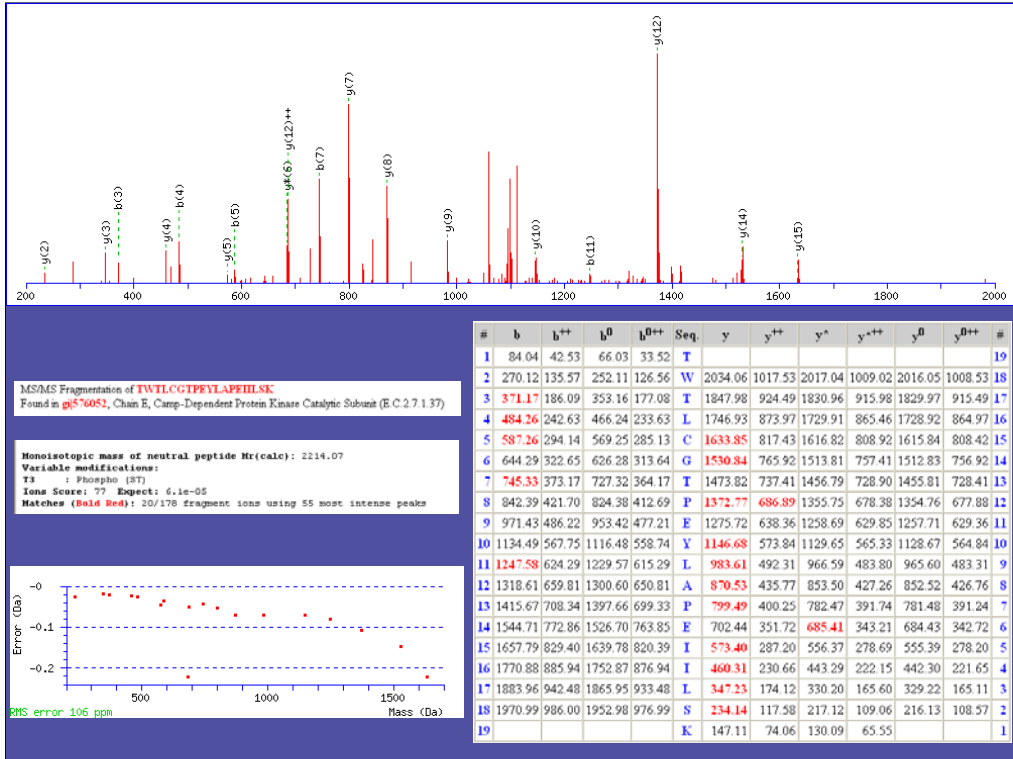 y(2)
y(3)
b(3)
y(4)
b(4)
y(5)
b(5)
y*(6)
y(12)++
b(7)
y(7)
y(8)
y(9)
y(10)
b(11)
y(12)
y(14)
y(15)
200 400 600 800 1000 1200 1400 1600 1800 2000
MS/MS Fragmentation of TWTLCGTPEYLAPEIILSK
Found in gi|576052, Chain E, Camp-Dependent Protein Kinase Catalytic Subunit (E.C.2.7.1.37)
Monoisotopic mass of neutral peptide Mr(calc): 2214.07
Variable modifications:
T3 : Phospho (ST)
Ions Score: 77 Expect: 6.1e-05
Matches (Bold Red): 20/178 fragment ions using 55 most intense peaks
Error (Da)
-0
-0.1
-0.2
500 1000 1500
RMS error 106 ppm Mass (Da)
# b b++ b0 b0++ Seq. y y++ y* y*++ y0 y0++ #
1 84.04 42.53 66.03 33.52 T 19
2 270.12 135.57 252.11 126.56 W 2034.06 1017.53 2017.04 1009.02 2016.05 1008.53 18
3 371.17 186.09 353.16 177.08 T 1847.98 924.49 1830.96 915.98 1829.97 915.49 17
4 484.26 242.63 466.24 233.63 L 1746.93 873.97 1729.91 865.46 1728.92 864.97 16
5 587.26 294.14 569.25 285.13 C 1633.85 817.43 1616.82 808.92 1615.84 808.42 15
6 644.29 322.65 626.28 313.64 G 1530.84 765.92 1513.81 757.41 1512.83 756.92 14
7 745.33 373.17 727.32 364.17 T 1473.82 737.41 1456.79 728.90 1455.81 728.41 13
8 842.39 421.70 824.38 412.69 P 1372.77 686.89 1355.75 678.38 1354.76 677.88 12
9 971.43 486.22 953.42 477.21 E 1275.72 638.36 1258.69 629.85 1257.71 629.36 11
10 1134.49 567.75 1116.48 558.74 Y 1146.68 573.84 1129.65 565.33 1128.67 564.84 10
11 1247.58 624.29 1229.57 615.29 L 983.61 492.31 966.59 483.80 965.60 483.31 9
12 1318.61 659.81 1300.60 650.81 A 870.53 435.77 853.50 427.26 852.52 426.76 8
13 1415.67 708.34 1397.66 699.33 P 799.49 400.25 782.47 391.74 781.48 391.24 7
14 1544.71 772.86 1526.70 763.85 E 702.44 351.72 685.41 343.21 684.43 342.72 6
15 1657.79 829.40 1639.78 820.39 I 573.40 287.20 556.37 278.69 555.39 278.20 5
16 1770.88 885.94 1752.87 876.94 I 460.31 230.66 443.29 222.15 442.30 221.65 4
17 1883.96 942.48 1865.95 933.48 L 347.23 174.12 330.20 165.60 329.22 165.11 3
18 1970.99 986.00 1952.98 976.99 S 234.14 117.58 217.12 109.06 216.13 108.57 2
19 K 147.11 74.06 130.09 65.55 1